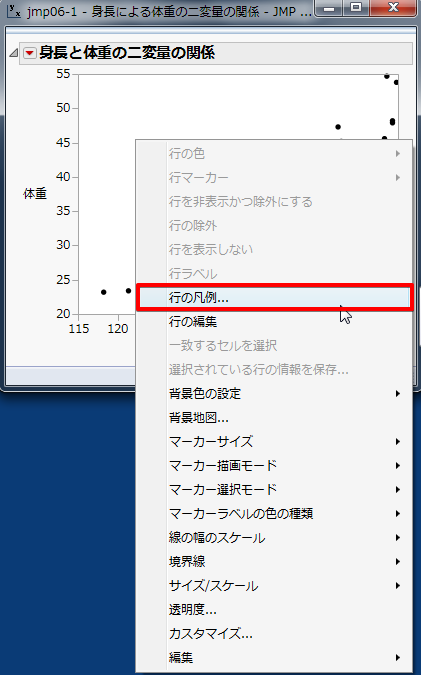 jmp06-1 - 身長による体重の二変量の関係 - JMP ...
身長と体重の二変量の関係
55
50
45
40
35
30
25
20
体重
115
120
行の色
行マーカー
行を非表示かつ除外にする
行の除外
行を表示しない
行ラベル
行の凡例...
行の編集
一致するセルを選択
選択されている行の情報を保存...
背景色の設定
背景地図...
マーカーサイズ
マーカー描画モード
マーカー選択モード
マーカーラベルの色の種類
線の幅のスケール
境界線
サイズ/スケール
透明度...
カスタマイズ...
編集